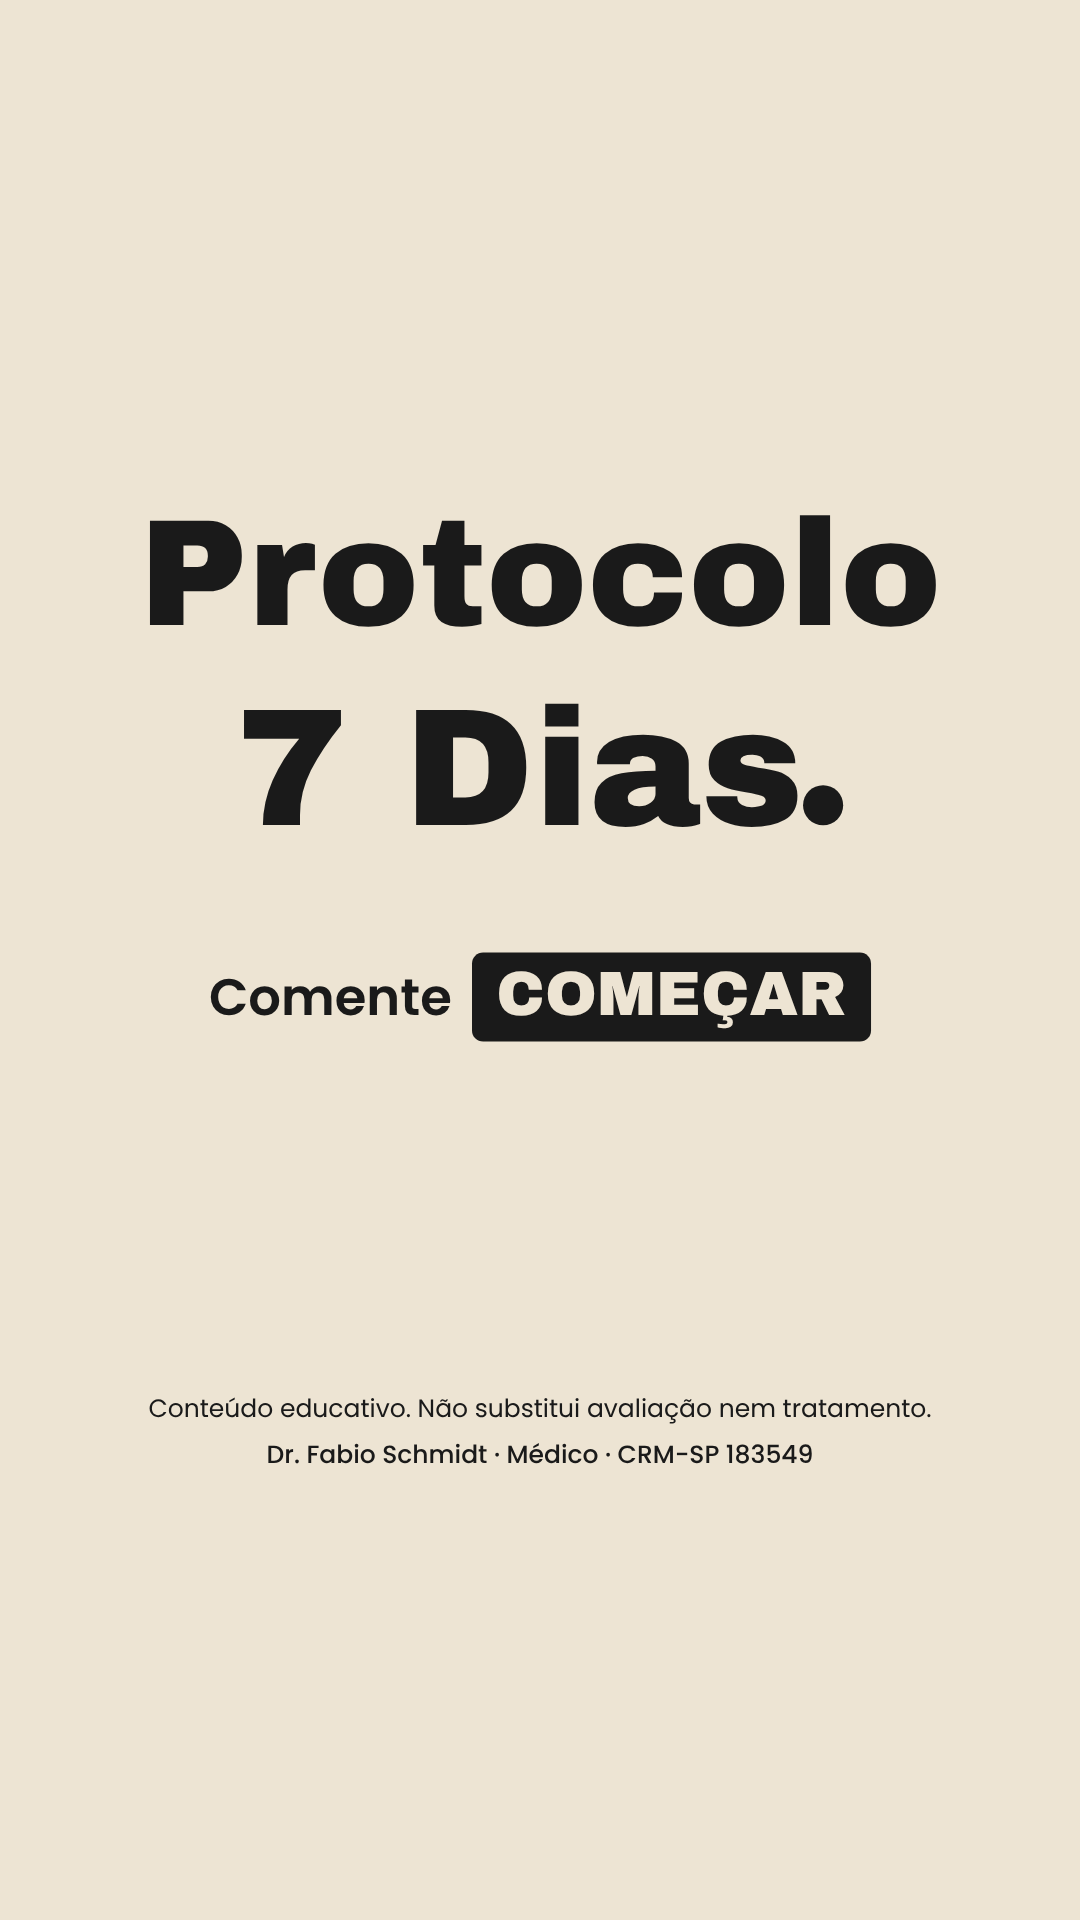 Protocolo
7 Dias.
Comente COMEÇAR
Conteúdo educativo. Não substitui avaliação nem tratamento.
Dr. Fabio Schmidt · Médico · CRM-SP 183549